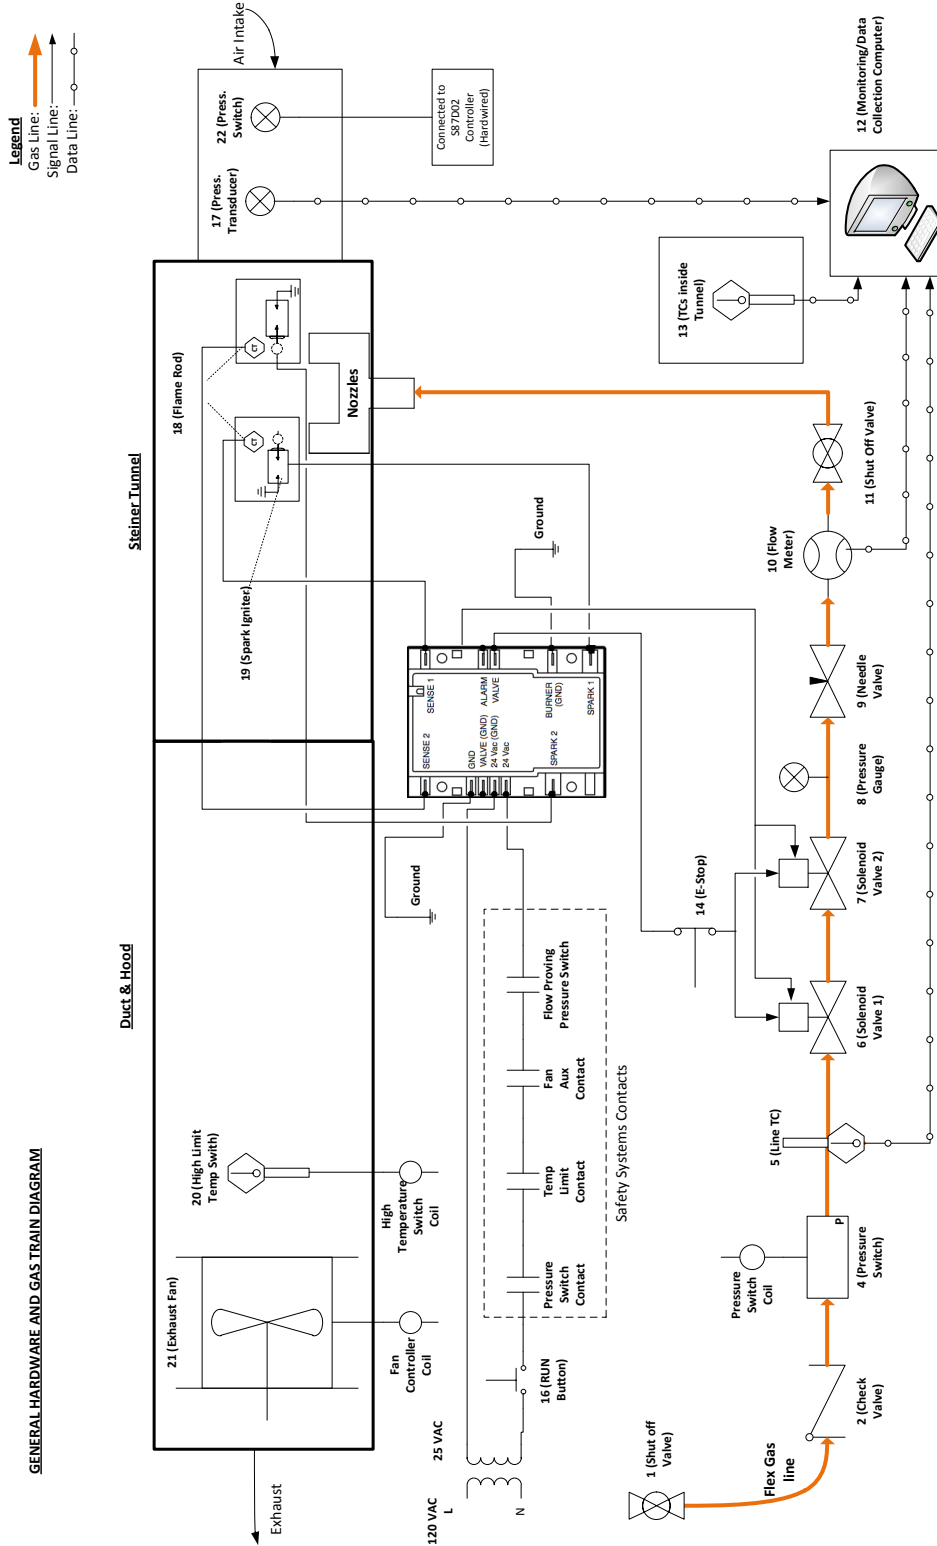 GENERAL HARDWARE AND GAS TRAIN DIAGRAM
Legend
Gas Line:
Signal Line:
Data Line:
Duct & Hood
Steiner Tunnel
Exhaust
21 (Exhaust Fan)
20 (High Limit
Temp Swith)
18 (Flame Rod)
CT
CT
19 (Spark Igniter)
Nozzles
17 (Press.
Transducer)
22 (Press.
Switch)
Air Intake
Connected to
S87D02
Controller
(Hardwired)
Fan
Controller
Coil
High
Temperature
Switch
Coil
Ground
Ground
SENSE 2
SENSE 1
GND
VALVE (GND)
24 Vac (GND)
24 Vac
ALARM
VALVE
SPARK 2
BURNER
(GND)
SPARK 1
120 VAC
L
N
25 VAC
16 (RUN
Button)
Pressure
Switch
Contact
Temp
Limit
Contact
Fan
Aux
Contact
Flow Proving
Pressure Switch
Safety Systems Contacts
14 (E-Stop)
13 (TCs inside
Tunnel)
12 (Monitoring/Data
Collection Computer)
1 (Shut off
Valve)
Flex Gas
line
2 (Check
Valve)
Pressure
Switch
Coil
P
4 (Pressure
Switch)
5 (Line TC)
6 (Solenoid
Valve 1)
7 (Solenoid
Valve 2)
8 (Pressure
Gauge)
9 (Needle
Valve)
10 (Flow
Meter)
11 (Shut Off Valve)